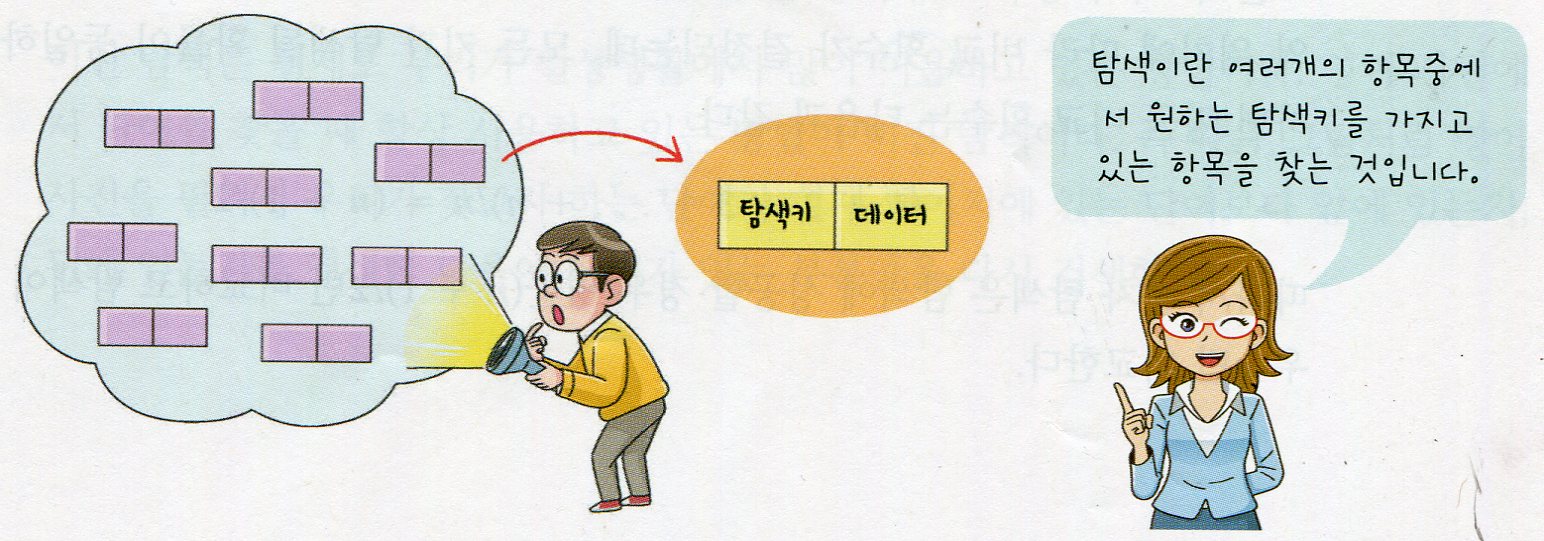 탐색키 데이터
탐색이란 여러개의 항목중에
서 원하는 탐색키를 가지고
있는 항목을 찾는 것입니다.